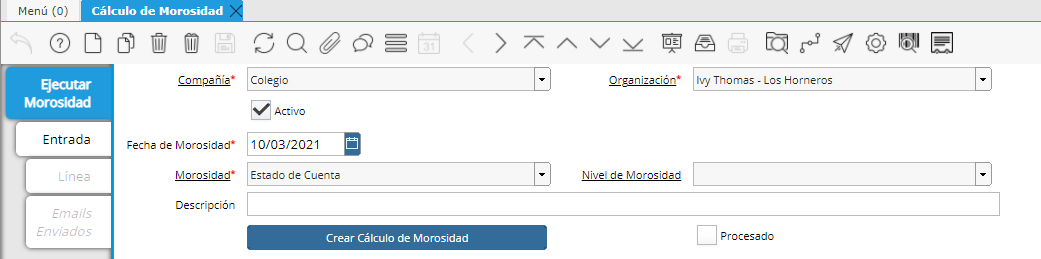 Menú (0)
Cálculo de Morosidad
31
Ejecutar
Morosidad
Entrada
Línea
Emails
Enviados
Compañía* Colegio
Organización* Ivy Thomas - Los Horneros
Activo
Fecha de Morosidad* 10/03/2021
Morosidad* Estado de Cuenta
Nivel de Morosidad
Descripción
Crear Cálculo de Morosidad
Procesado